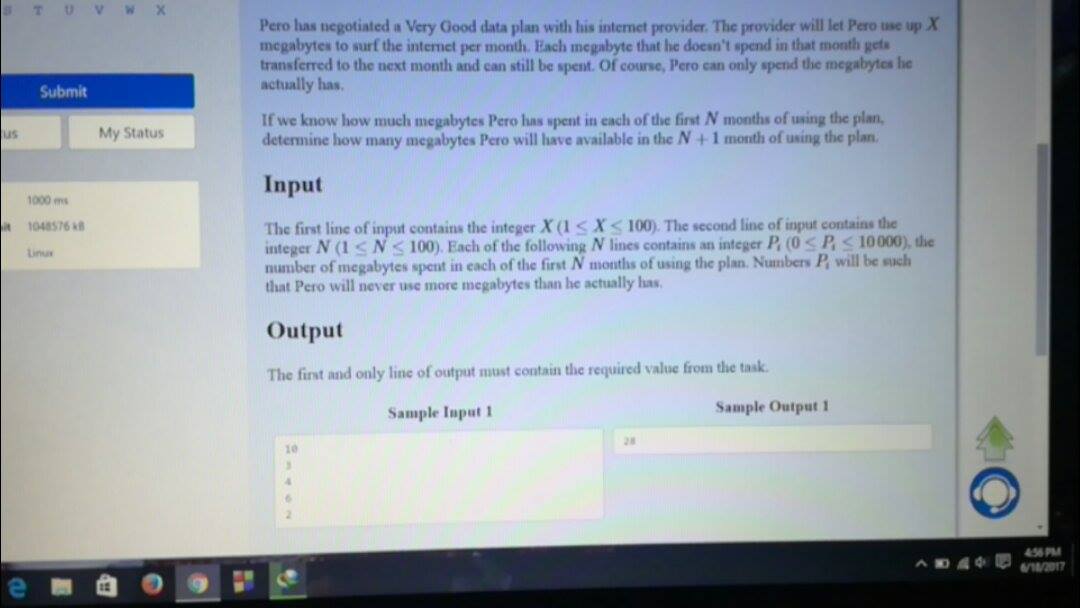 S T U V W X
Submit
us
My Status
1000 ms
1048576 kB
Linux
Pero has negotiated a Very Good data plan with his internet provider. The provider will let Pero use up X
megabytes to surf the internet per month. Each megabyte that he doesn't spend in that month gets
transferred to the next month and can still be spent. Of course, Pero can only spend the megabytes he
actually has.
If we know how much megabytes Pero has spent in each of the first N months of using the plan,
determine how many megabytes Pero will have available in the N + 1 month of using the plan.
Input
The first line of input contains the integer X (1 ≤ X ≤ 100). The second line of input contains the
integer N (1 ≤ N ≤ 100). Each of the following N lines contains an integer Pi (0 ≤ Pi ≤ 10 000), the
number of megabytes spent in each of the first N months of using the plan. Numbers Pi will be such
that Pero will never use more megabytes than he actually has.
Output
The first and only line of output must contain the required value from the task.
Sample Input 1
Sample Output 1
10
3
4
6
2
28
4:56 PM
6/18/2017